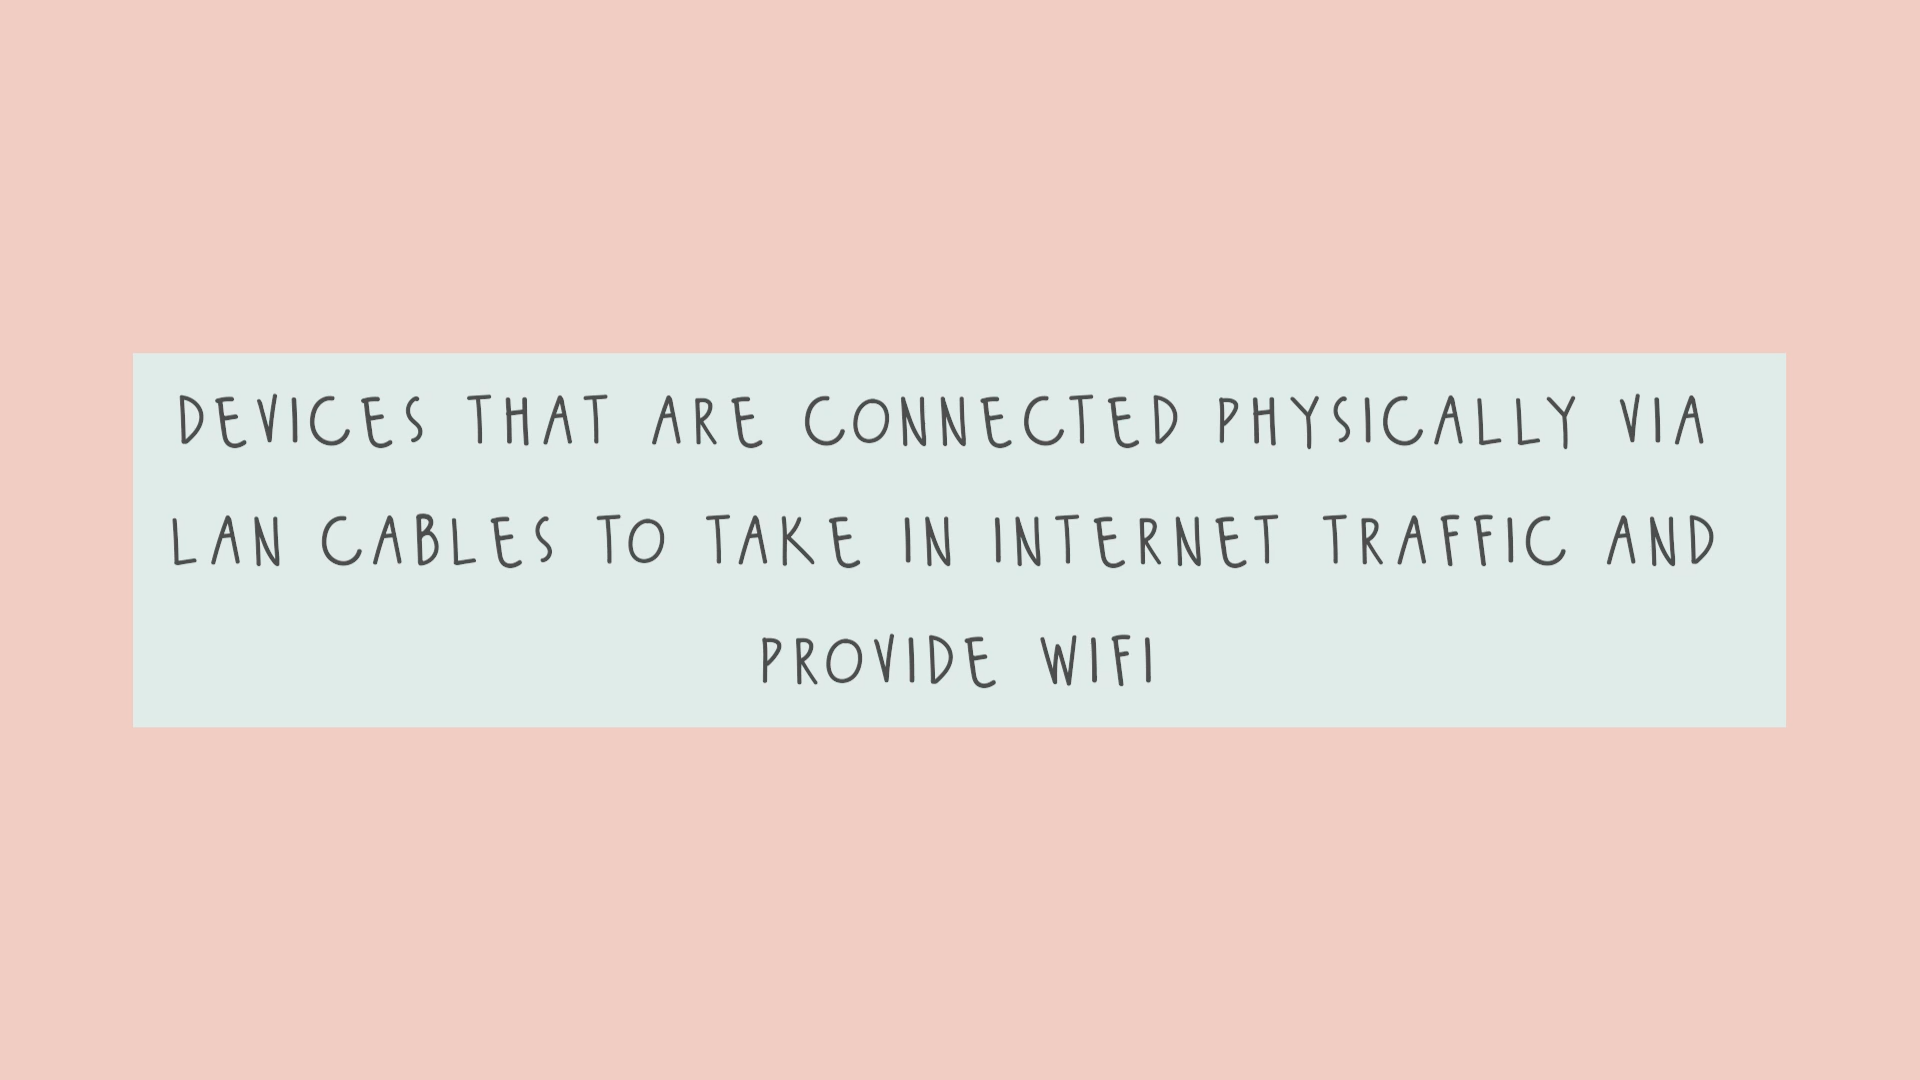 DEVICES THAT ARE CONNECTED PHYSICALLY VIA
LAN CABLES TO TAKE IN INTERNET TRAFFIC AND
PROVIDE WIFI